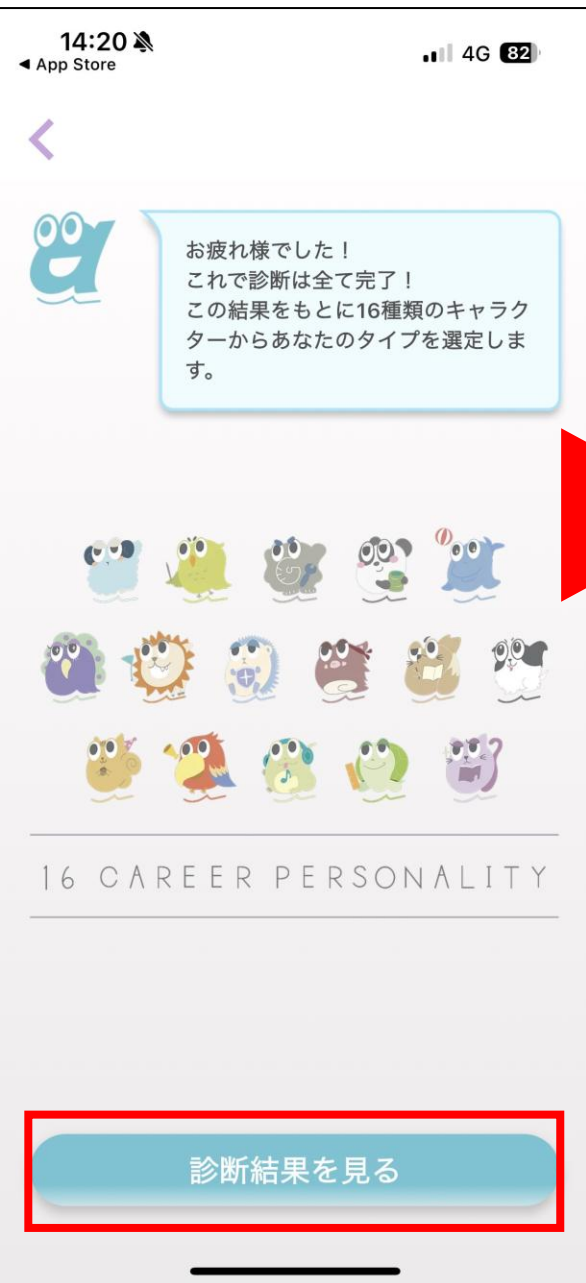 14:20
4G 82
◀ App Store
お疲れ様でした！
これで診断は全て完了！
この結果をもとに16種類のキャラク
ターからあなたのタイプを選定しま
す。
16 CAREER PERSONALITY
診断結果を見る